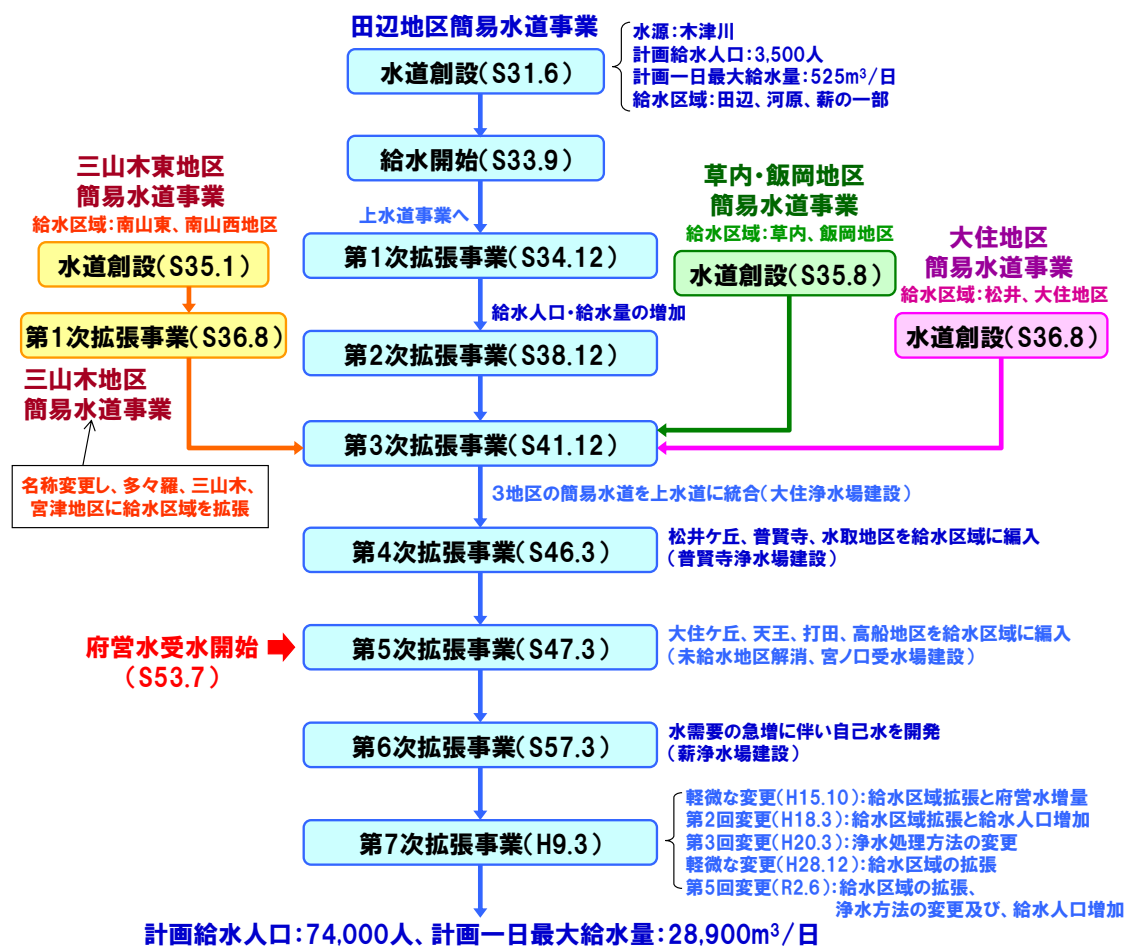 田辺地区簡易水道事業
水道創設(S31.6)
水源:木津川
計画給水人口:3,500人
計画一日最大給水量:525m³/日
給水区域:田辺、河原、薪の一部
給水開始(S33.9)
上水道事業へ
第1次拡張事業(S34.12)
給水人口・給水量の増加
第2次拡張事業(S38.12)
三山木東地区
簡易水道事業
給水区域:南山東、南山西地区
水道創設(S35.1)
第1次拡張事業(S36.8)
三山木地区
簡易水道事業
名称変更し、多々羅、三山木、
宮津地区に給水区域を拡張
草内・飯岡地区
簡易水道事業
給水区域:草内、飯岡地区
水道創設(S35.8)
大住地区
簡易水道事業
給水区域:松井、大住地区
水道創設(S36.8)
第3次拡張事業(S41.12)
3地区の簡易水道を上水道に統合(大住浄水場建設)
第4次拡張事業(S46.3)
松井ケ丘、普賢寺、水取地区を給水区域に編入
(普賢寺浄水場建設)
府営水受水開始
(S53.7)
第5次拡張事業(S47.3)
大住ケ丘、天王、打田、高船地区を給水区域に編入
(未給水地区解消、宮ノ口受水場建設)
第6次拡張事業(S57.3)
水需要の急増に伴い自己水を開発
(薪浄水場建設)
第7次拡張事業(H9.3)
軽微な変更(H15.10):給水区域拡張と府営水増量
第2回変更(H18.3):給水区域拡張と給水人口増加
第3回変更(H20.3):浄水処理方法の変更
軽微な変更(H28.12):給水区域の拡張
第5回変更(R2.6):給水区域の拡張、
浄水方法の変更及び、給水人口増加
計画給水人口:74,000人、計画一日最大給水量:28,900m³/日